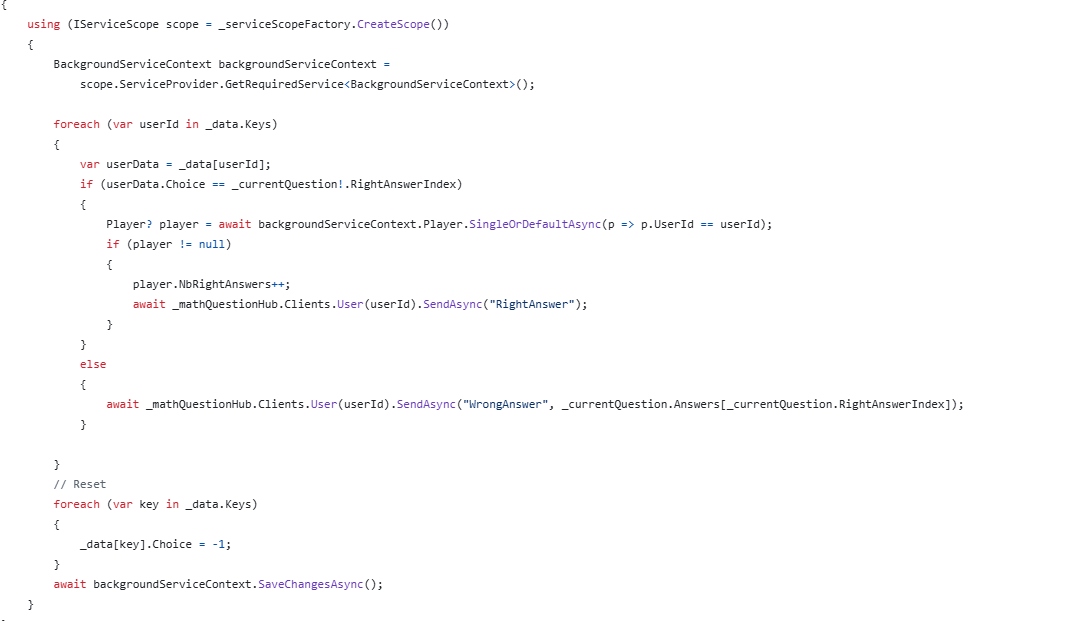 {
using (IServiceScope scope = _serviceScopeFactory.CreateScope())
{
BackgroundServiceContext backgroundServiceContext =
scope.ServiceProvider.GetRequiredService<BackgroundServiceContext>();
foreach (var userId in _data.Keys)
{
var userData = _data[userId];
if (userData.Choice == _currentQuestion!.RightAnswerIndex)
{
Player? player = await backgroundServiceContext.Player.SingleOrDefaultAsync(p => p.UserId == userId);
if (player != null)
{
player.NbRightAnswers++;
await _mathQuestionHub.Clients.User(userId).SendAsync("RightAnswer");
}
}
else
{
await _mathQuestionHub.Clients.User(userId).SendAsync("WrongAnswer", _currentQuestion.Answers[_currentQuestion.RightAnswerIndex]);
}
}
// Reset
foreach (var key in _data.Keys)
{
_data[key].Choice = -1;
}
await backgroundServiceContext.SaveChangesAsync();
}